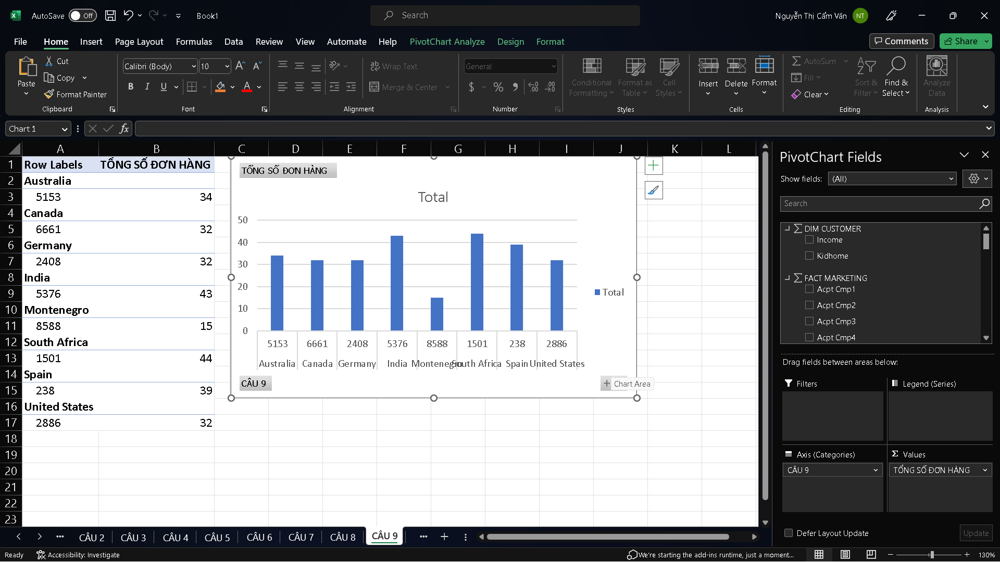 AutoSave Off Book1 Search Nguyễn Thị Cẩm Vân NT
File Home Insert Page Layout Formulas Data Review View Automate Help PivotChart Analyze Design Format Comments Share
Paste Cut Copy Format Painter Clipboard
Calibri (Body) 10 B I U A Font
Wrap Text Merge & Center Alignment
General $ % Number
Conditional Formatting Format as Table Cell Styles Styles
Insert Delete Format Cells
AutoSum Fill Clear Sort & Filter Find & Select Editing
Analyze Data Analysis
Chart 1 fx
A B C D E F G H I J K L
1 Row Labels TỔNG SỐ ĐƠN HÀNG
2 Australia
3 5153 34
4 Canada
5 6661 32
6 Germany
7 2408 32
8 India
9 5376 43
10 Montenegro
11 8588 15
12 South Africa
13 1501 44
14 Spain
15 238 39
16 United States
17 2886 32
18
19
20
21
22
23
TỔNG SỐ ĐƠN HÀNG
Total
50
40
30
20
10
0
5153 6661 2408 5376 8588 1501 238 2886
Australia Canada Germany India Montenegro South Africa Spain United States
Total
CÂU 9
Chart Area
PivotChart Fields
Show fields: (All)
Search
DIM CUSTOMER
Income
Kidhome
FACT MARKETING
Acpt Cmp1
Acpt Cmp2
Acpt Cmp3
Acpt Cmp4
Drag fields between areas below:
Filters Legend (Series)
Axis (Categories) Values
CÂU 9 TỔNG SỐ ĐƠN HÀNG
Defer Layout Update Update
CÂU 2 CÂU 3 CÂU 4 CÂU 5 CÂU 6 CÂU 7 CÂU 8 CÂU 9
Ready Accessibility: Investigate We're starting the add-ins runtime, just a moment... 130%